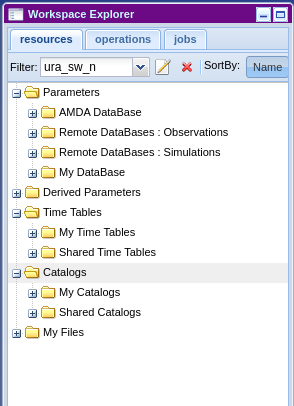 Workspace Explorer
resources operations jobs
Filter: ura_sw_n SortBy: Name
Parameters
AMDA DataBase
Remote DataBases : Observations
Remote DataBases : Simulations
My DataBase
Derived Parameters
Time Tables
My Time Tables
Shared Time Tables
Catalogs
My Catalogs
Shared Catalogs
My Files